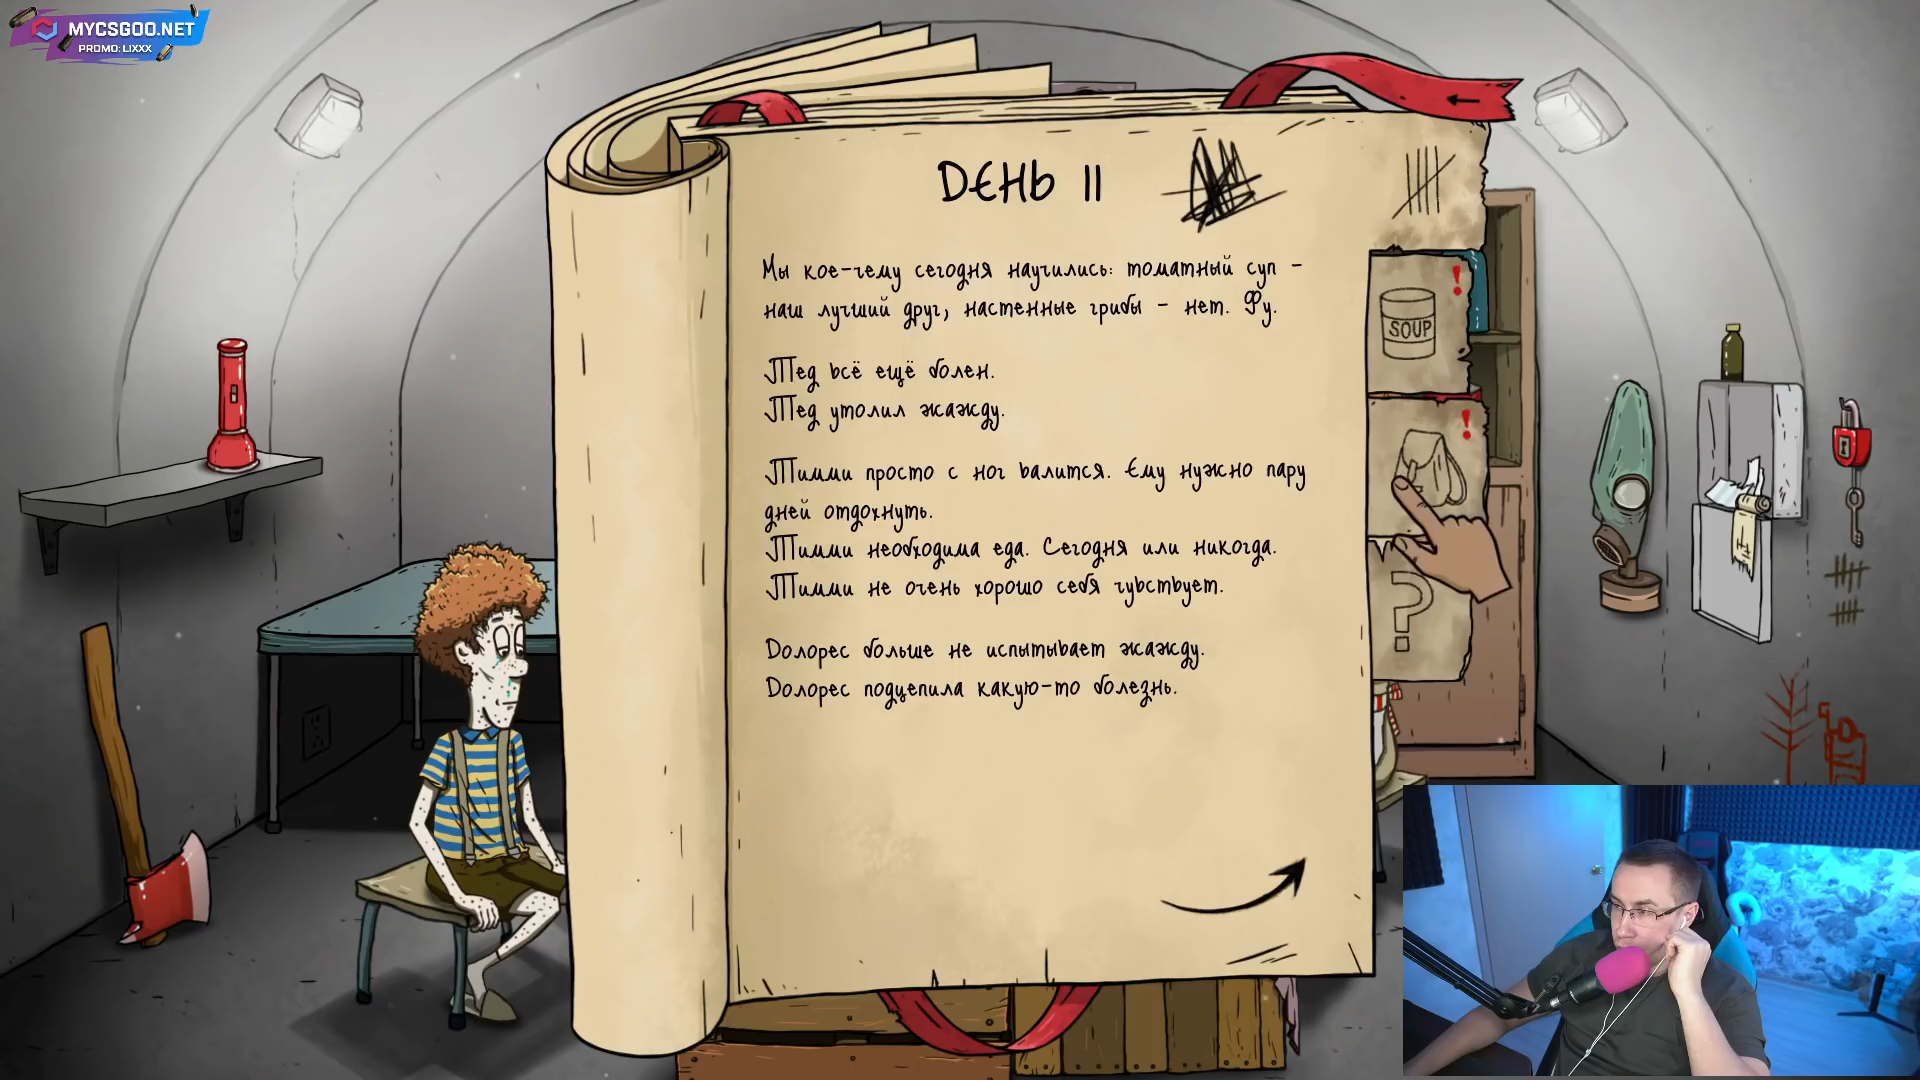 MYCSGOO.NET
PROMO: LIXXX
ДЕНЬ 11
Мы кое-чему сегодня научились: томатный суп -
наш лучший друг, настенные грибы - нет. Фу.
Тед всё ещё болен.
Тед утолил жажду.
Тимми просто с ног валится. Ему нужно пару
дней отдохнуть.
Тимми необходима еда. Сегодня или никогда.
Тимми не очень хорошо себя чувствует.
Долорес больше не испытывает жажду.
Долорес подцепила какую-то болезнь.
!
SOUP
!
?